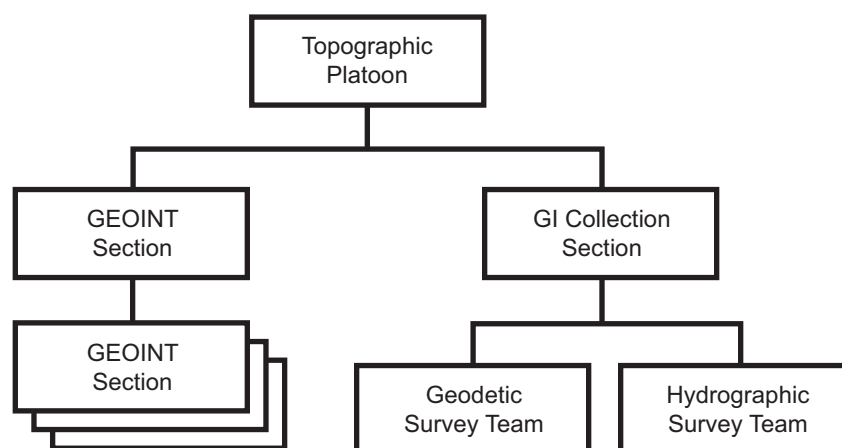 Topographic
Platoon
GEOINT
Section
GI Collection
Section
GEOINT
Section
Geodetic
Survey Team
Hydrographic
Survey Team